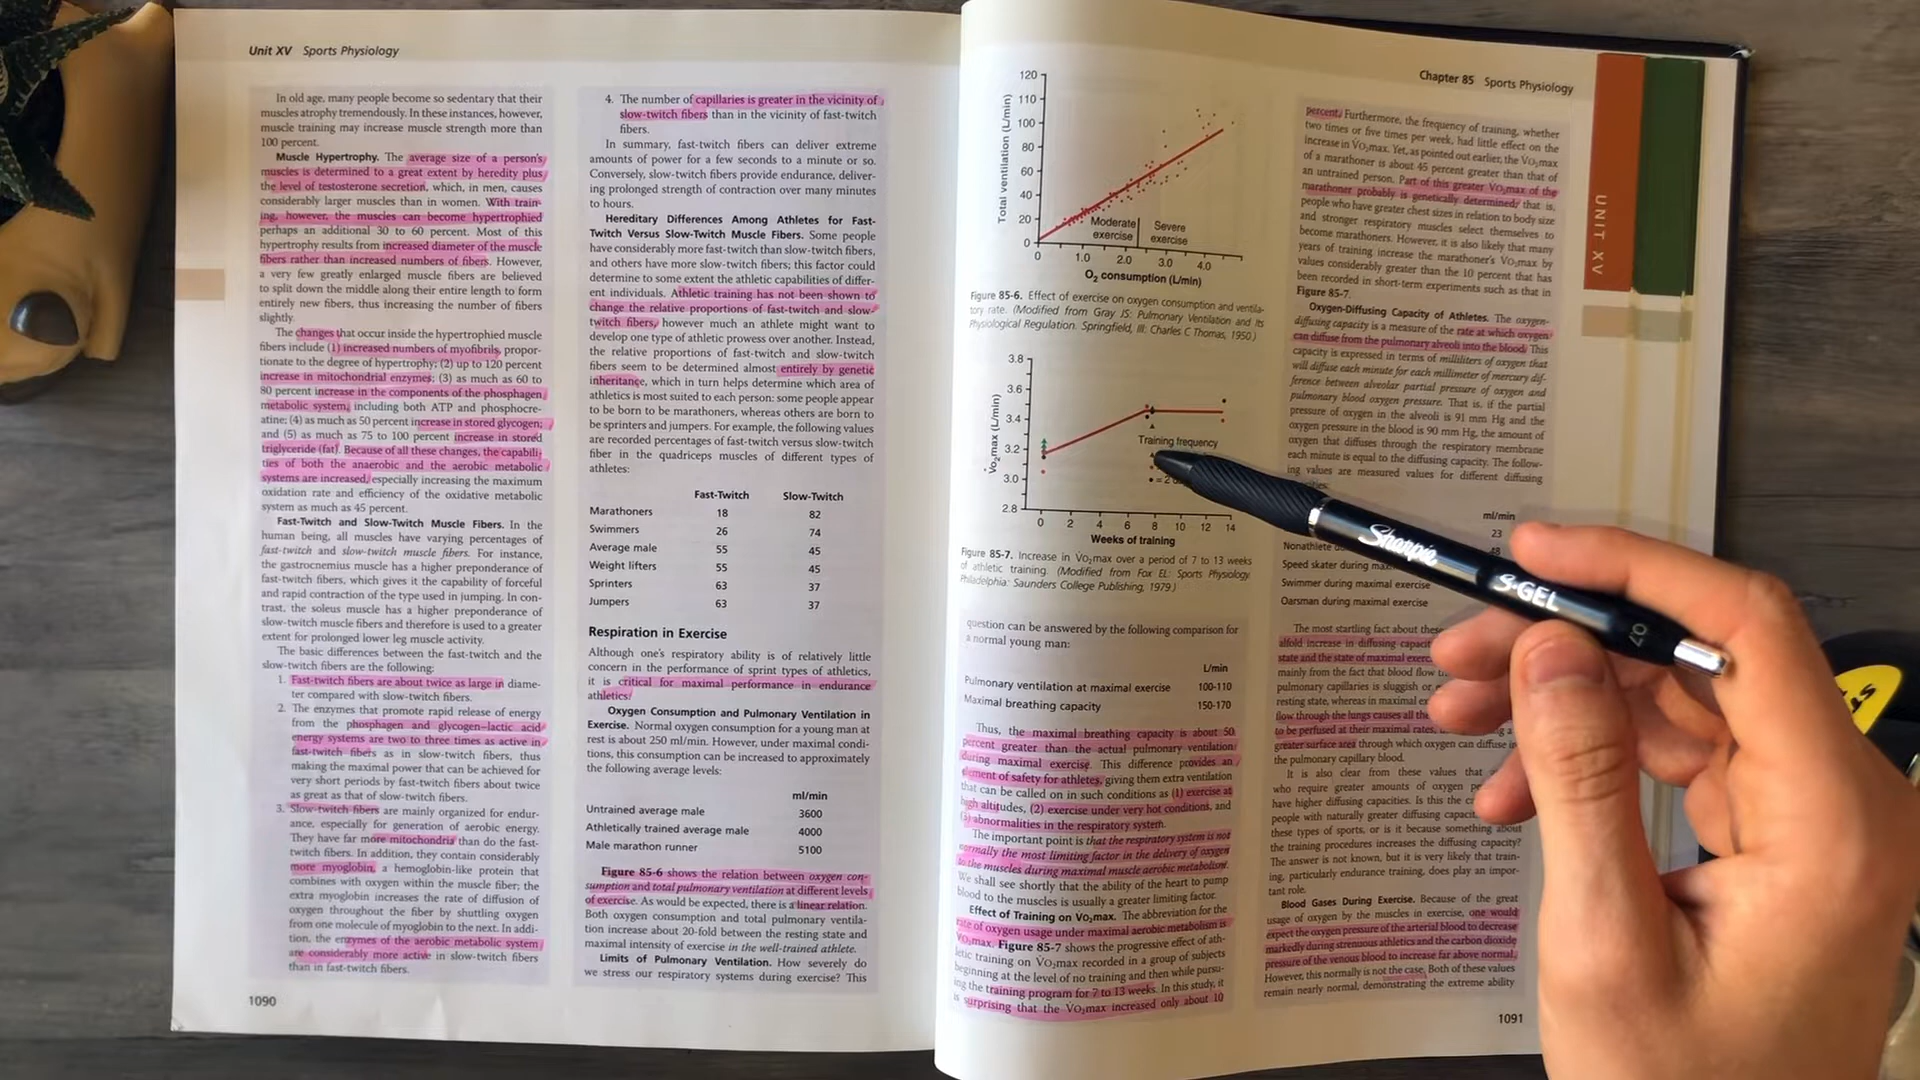 Unit XV Sports Physiology
In old age, many people become so sedentary that their
muscles atrophy tremendously. In these instances, however,
muscle training may increase muscle strength more than
100 percent.
Muscle Hypertrophy. The average size of a person's
muscles is determined to a great extent by heredity plus
the level of testosterone secretion, which, in men, causes
considerably larger muscles than in women. With train-
ing, however, the muscles can become hypertrophied
perhaps an additional 30 to 60 percent. Most of this
hypertrophy results from increased diameter of the muscle
fibers rather than increased numbers of fibers. However,
a very few greatly enlarged muscle fibers are believed
to split down the middle along their entire length to form
entirely new fibers, thus increasing the number of fibers
slightly.
The changes that occur inside the hypertrophied muscle
fibers include (1) increased numbers of myofibrils, propor-
tionate to the degree of hypertrophy; (2) up to 120 percent
increase in mitochondrial enzymes; (3) as much as 60 to
80 percent increase in the components of the phosphagen
metabolic system, including both ATP and phosphocre-
atine; (4) as much as 50 percent increase in stored glycogen;
and (5) as much as 75 to 100 percent increase in stored
triglyceride (fat). Because of all these changes, the capabili-
ties of both the anaerobic and the aerobic metabolic
systems are increased, especially increasing the maximum
oxidation rate and efficiency of the oxidative metabolic
system as much as 45 percent.
Fast-Twitch and Slow-Twitch Muscle Fibers. In the
human being, all muscles have varying percentages of
fast-twitch and slow-twitch muscle fibers. For instance,
the gastrocnemius muscle has a higher preponderance of
fast-twitch fibers, which gives it the capability of forceful
and rapid contraction of the type used in jumping. In con-
trast, the soleus muscle has a higher preponderance of
slow-twitch muscle fibers and therefore is used to a greater
extent for prolonged lower leg muscle activity.
The basic differences between the fast-twitch and the
slow-twitch fibers are the following:
1. Fast-twitch fibers are about twice as large in diame-
ter compared with slow-twitch fibers.
2. The enzymes that promote rapid release of energy
from the phosphagen and glycogen–lactic acid
energy systems are two to three times as active in
fast-twitch fibers as in slow-twitch fibers, thus
making the maximal power that can be achieved for
very short periods by fast-twitch fibers about twice
as great as that of slow-twitch fibers.
3. Slow-twitch fibers are mainly organized for endur-
ance, especially for generation of aerobic energy.
They have far more mitochondria than do the fast-
twitch fibers. In addition, they contain considerably
more myoglobin, a hemoglobin-like protein that
combines with oxygen within the muscle fiber; the
extra myoglobin increases the rate of diffusion of
oxygen throughout the fiber by shuttling oxygen
from one molecule of myoglobin to the next. In addi-
tion, the enzymes of the aerobic metabolic system
are considerably more active in slow-twitch fibers
than in fast-twitch fibers.
1090
4. The number of capillaries is greater in the vicinity of
slow-twitch fibers than in the vicinity of fast-twitch
fibers.
In summary, fast-twitch fibers can deliver extreme
amounts of power for a few seconds to a minute or so.
Conversely, slow-twitch fibers provide endurance, deliver-
ing prolonged strength of contraction over many minutes
to hours.
Hereditary Differences Among Athletes for Fast-
Twitch Versus Slow-Twitch Muscle Fibers. Some people
have considerably more fast-twitch than slow-twitch fibers,
and others have more slow-twitch fibers; this factor could
determine to some extent the athletic capabilities of differ-
ent individuals. Athletic training has not been shown to
change the relative proportions of fast-twitch and slow-
twitch fibers, however much an athlete might want to
develop one type of athletic prowess over another. Instead,
the relative proportions of fast-twitch and slow-twitch
fibers seem to be determined almost entirely by genetic
inheritance, which in turn helps determine which area of
athletics is most suited to each person: some people appear
to be born to be marathoners, whereas others are born to
be sprinters and jumpers. For example, the following values
are recorded percentages of fast-twitch versus slow-twitch
fiber in the quadriceps muscles of different types of
athletes:
Fast-Twitch Slow-Twitch
Marathoners 18 82
Swimmers 26 74
Average male 55 45
Weight lifters 55 45
Sprinters 63 37
Jumpers 63 37
Respiration in Exercise
Although one's respiratory ability is of relatively little
concern in the performance of sprint types of athletics,
it is critical for maximal performance in endurance
athletics.
Oxygen Consumption and Pulmonary Ventilation in
Exercise. Normal oxygen consumption for a young man at
rest is about 250 ml/min. However, under maximal condi-
tions, this consumption can be increased to approximately
the following average levels:
ml/min
Untrained average male 3600
Athletically trained average male 4000
Male marathon runner 5100
Figure 85-6 shows the relation between oxygen con-
sumption and total pulmonary ventilation at different levels
of exercise. As would be expected, there is a linear relation.
Both oxygen consumption and total pulmonary ventila-
tion increase about 20-fold between the resting state and
maximal intensity of exercise in the well-trained athlete.
Limits of Pulmonary Ventilation. How severely do
we stress our respiratory systems during exercise? This
Chapter 85 Sports Physiology
120
110
100
80
60
40
20
0
Total ventilation (L/min)
Moderate exercise
Severe exercise
0 1.0 2.0 3.0 4.0
O2 consumption (L/min)
Figure 85-6. Effect of exercise on oxygen consumption and ventila-
tory rate. (Modified from Gray JS: Pulmonary Ventilation and Its
Physiological Regulation. Springfield, Ill: Charles C Thomas, 1950.)
3.8
3.6
3.4
3.2
3.0
2.8
V̇o2max (L/min)
Training frequency
= 2
0 2 4 6 8 10 12 14
Weeks of training
Figure 85-7. Increase in V̇o2max over a period of 7 to 13 weeks
of athletic training. (Modified from Fox EL: Sports Physiology.
Philadelphia: Saunders College Publishing, 1979.)
question can be answered by the following comparison for
a normal young man:
L/min
Pulmonary ventilation at maximal exercise 100-110
Maximal breathing capacity 150-170
Thus, the maximal breathing capacity is about 50
percent greater than the actual pulmonary ventilation
during maximal exercise. This difference provides an
element of safety for athletes, giving them extra ventilation
that can be called on in such conditions as (1) exercise at
high altitudes, (2) exercise under very hot conditions, and
(3) abnormalities in the respiratory system.
The important point is that the respiratory system is not
normally the most limiting factor in the delivery of oxygen
to the muscles during maximal muscle aerobic metabolism.
We shall see shortly that the ability of the heart to pump
blood to the muscles is usually a greater limiting factor.
Effect of Training on V̇o2max. The abbreviation for the
rate of oxygen usage under maximal aerobic metabolism is
V̇o2max. Figure 85-7 shows the progressive effect of ath-
letic training on V̇o2max recorded in a group of subjects
beginning at the level of no training and then while pursu-
ing the training program for 7 to 13 weeks. In this study, it
is surprising that the V̇o2max increased only about 10
percent. Furthermore, the frequency of training, whether
two times or five times per week, had little effect on the
increase in V̇o2max. Yet, as pointed out earlier, the V̇o2max
of a marathoner is about 45 percent greater than that of
an untrained person. Part of this greater V̇o2max of the
marathoner probably is genetically determined; that is,
people who have greater chest sizes in relation to body size
and stronger respiratory muscles select themselves to
become marathoners. However, it is also likely that many
years of training increase the marathoner's V̇o2max by
values considerably greater than the 10 percent that has
been recorded in short-term experiments such as that in
Figure 85-7.
Oxygen-Diffusing Capacity of Athletes. The oxygen-
diffusing capacity is a measure of the rate at which oxygen
can diffuse from the pulmonary alveoli into the blood. This
capacity is expressed in terms of milliliters of oxygen that
will diffuse each minute for each millimeter of mercury dif-
ference between alveolar partial pressure of oxygen and
pulmonary blood oxygen pressure. That is, if the partial
pressure of oxygen in the alveoli is 91 mm Hg and the
oxygen pressure in the blood is 90 mm Hg, the amount of
oxygen that diffuses through the respiratory membrane
each minute is equal to the diffusing capacity. The follow-
ing values are measured values for different diffusing
ml/min
23
Nonathlete 48
Speed skater during
Swimmer during maximal exercise
Oarsman during maximal exercise
The most startling fact about these
increase in diffusing
state and the state of maximal
mainly from the fact that blood flow
pulmonary capillaries is sluggish or
resting state, whereas in maximal
flow through the lungs causes all the
to be perfused at their maximal rates,
greater surface area through which oxygen can diffuse in
the pulmonary capillary blood.
It is also clear from these values that
who require greater amounts of oxygen
have higher diffusing capacities. Is this the
people with naturally greater diffusing
these types of sports, or is it because something about
the training procedures increases the diffusing capacity?
The answer is not known, but it is very likely that train-
ing, particularly endurance training, does play an impor-
tant role.
Blood Gases During Exercise. Because of the great
usage of oxygen by the muscles in exercise, one would
expect the oxygen pressure of the arterial blood to decrease
markedly during strenuous athletics and the carbon dioxide
pressure of the venous blood to increase far above normal.
However, this normally is not the case. Both of these values
remain nearly normal, demonstrating the extreme ability
1091
UNIT XV
Sharpie S·GEL 07